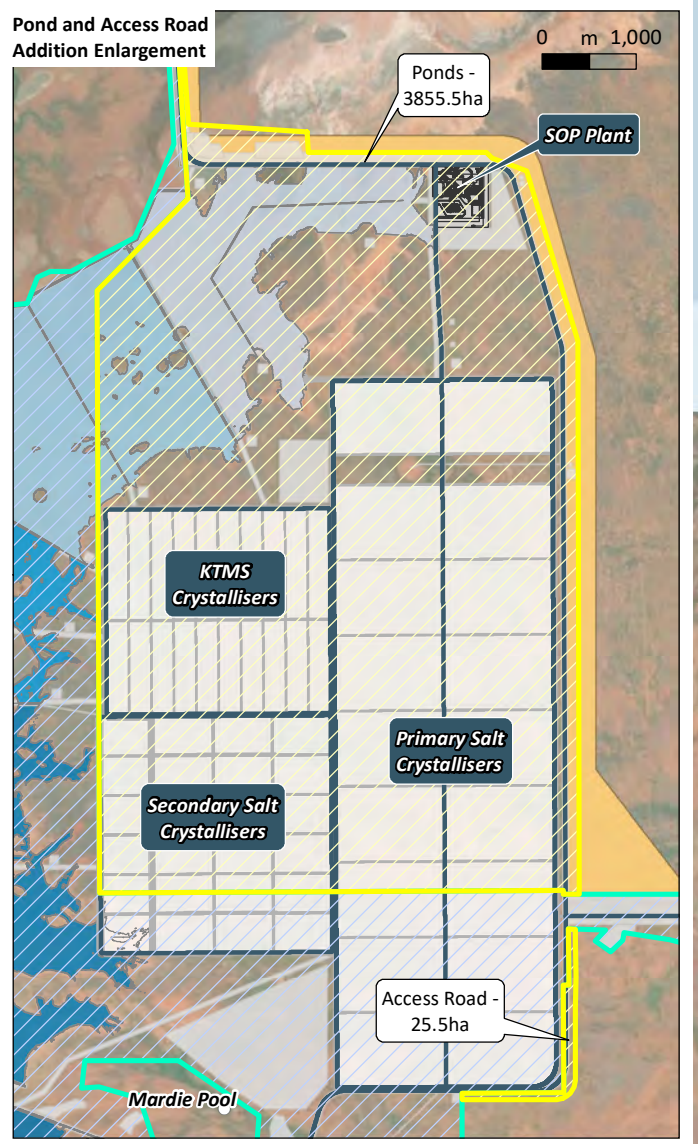 Pond and Access Road
Addition Enlargement
0 m 1,000
Ponds -
3855.5ha
SOP Plant
KTMS
Crystallisers
Primary Salt
Crystallisers
Secondary Salt
Crystallisers
Access Road -
25.5ha
Mardie Pool